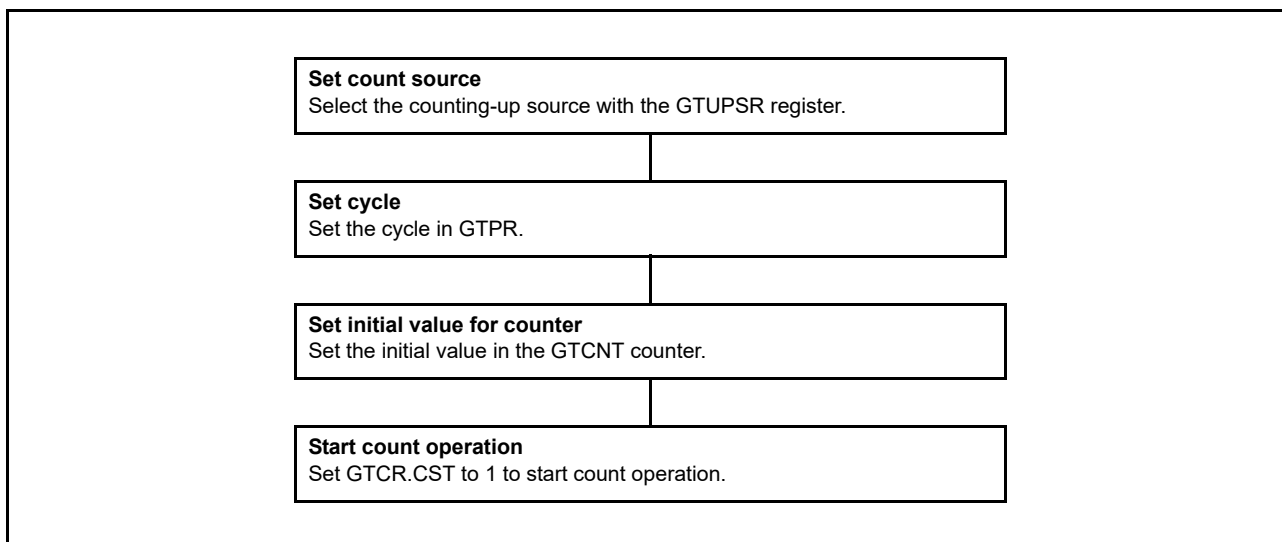 Set count source
Select the counting-up source with the GTUPSR register.
Set cycle
Set the cycle in GTPR.
Set initial value for counter
Set the initial value in the GTCNT counter.
Start count operation
Set GTCR.CST to 1 to start count operation.